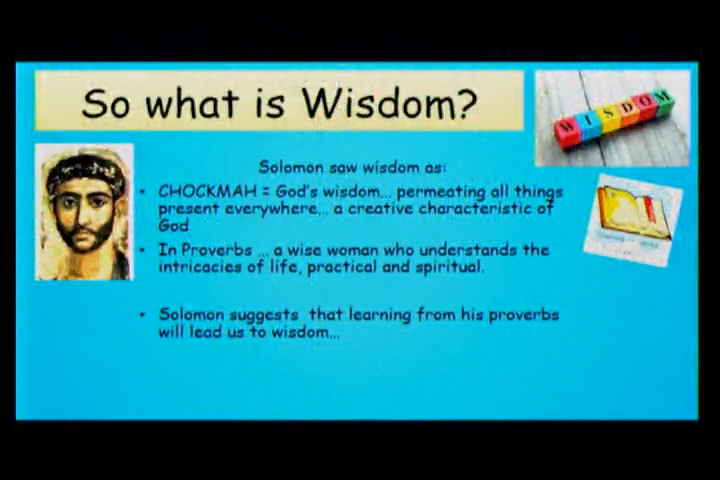 So what is Wisdom?
WISDOM
Solomon saw wisdom as:
• CHOCKMAH = God's wisdom... permeating all things
present everywhere... a creative characteristic of
God
• In Proverbs ... a wise woman who understands the
intricacies of life, practical and spiritual.
• Solomon suggests that learning from his proverbs
will lead us to wisdom...